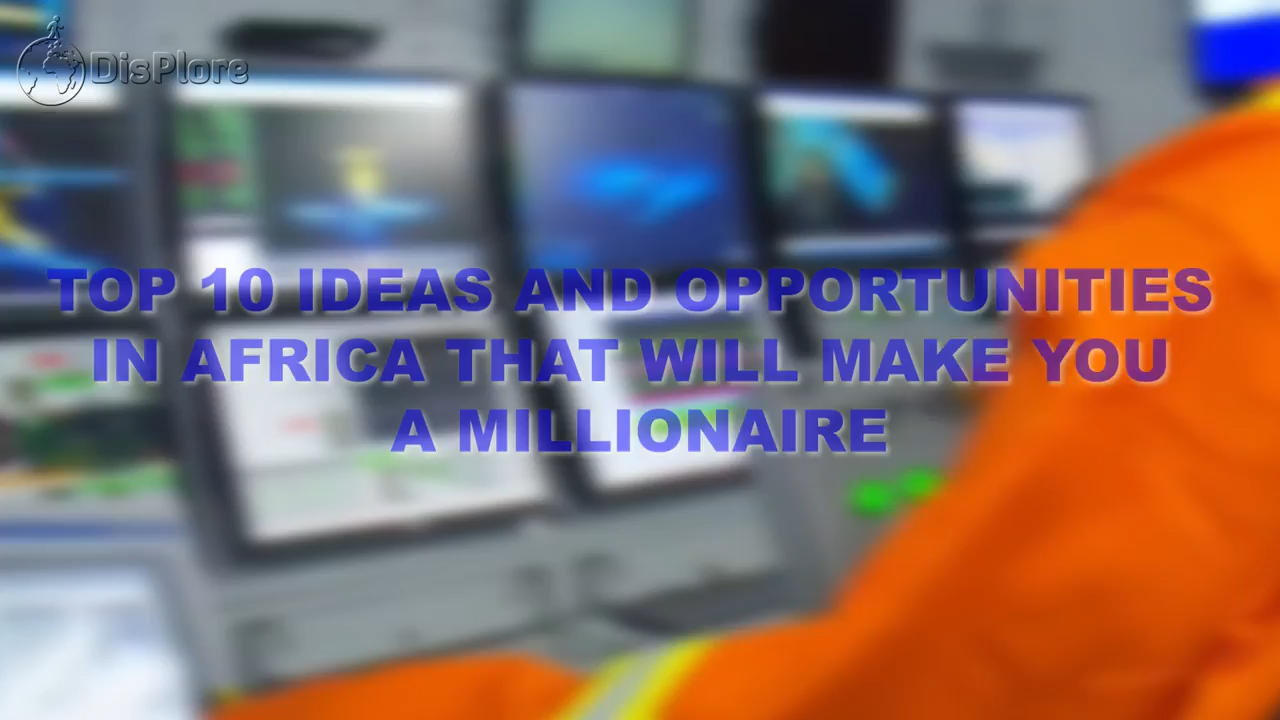 DisPlore
TOP 10 IDEAS AND OPPORTUNITIES
IN AFRICA THAT WILL MAKE YOU
A MILLIONAIRE